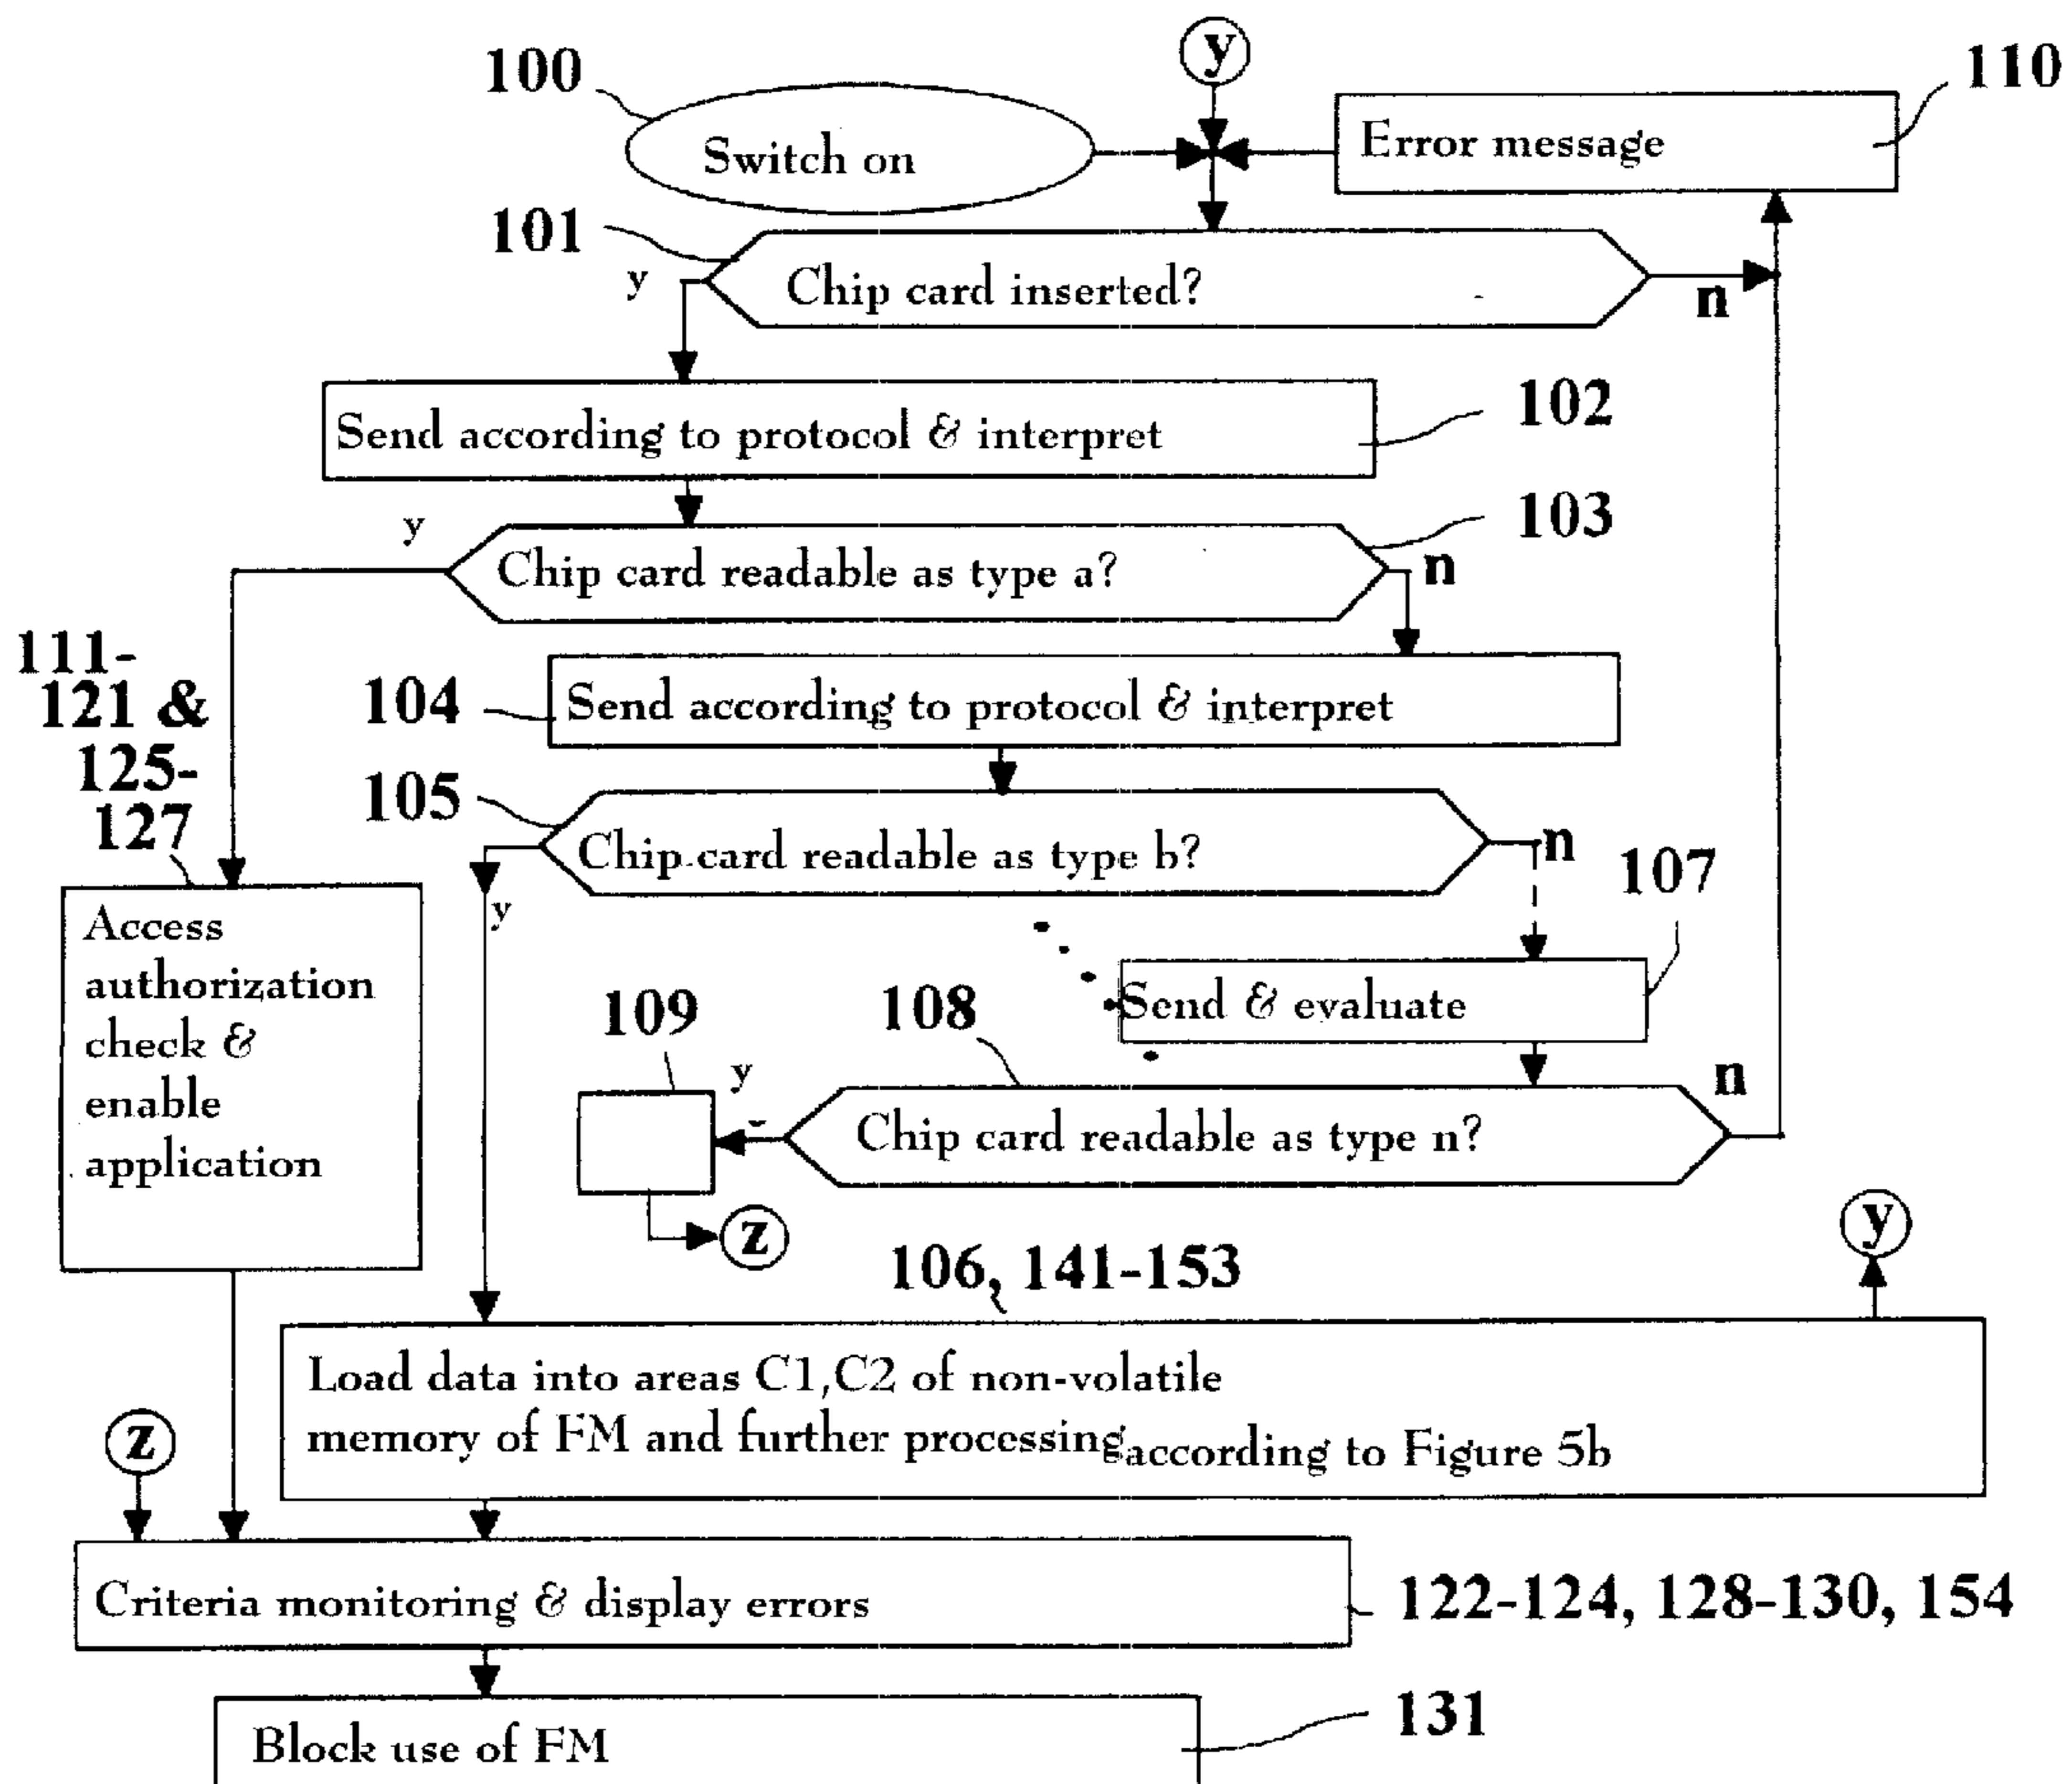 y
100
110
Switch on
Error message
101
y
Chip card inserted?
n
102
Send according to protocol & interpret
103
y
Chip card readable as type a?
n
111-
121 &
125-
127
104
Send according to protocol & interpret
105
Chip card readable as type b?
n
107
y
Access
authorization
check &
enable
application
Send & evaluate
109
108
y
n
Chip card readable as type n?
z
y
106, 141-153
Load data into areas C1,C2 of non-volatile
memory of FM and further processing according to Figure 5b
z
Criteria monitoring & display errors
122-124, 128-130, 154
131
Block use of FM